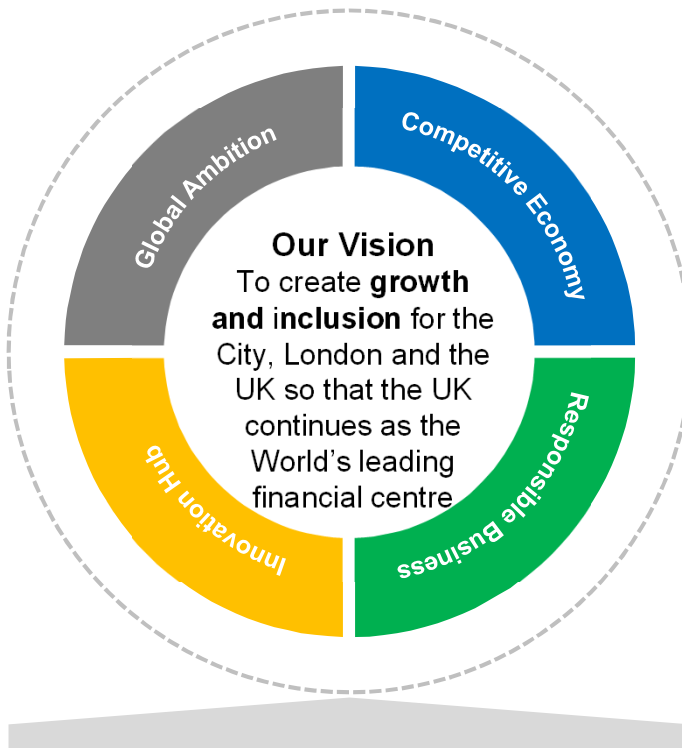 Global Ambition
Competitive Economy
Our Vision
To create growth
and inclusion for the
City, London and the
UK so that the UK
continues as the
World's leading
financial centre
Innovation Hub
Responsible Business